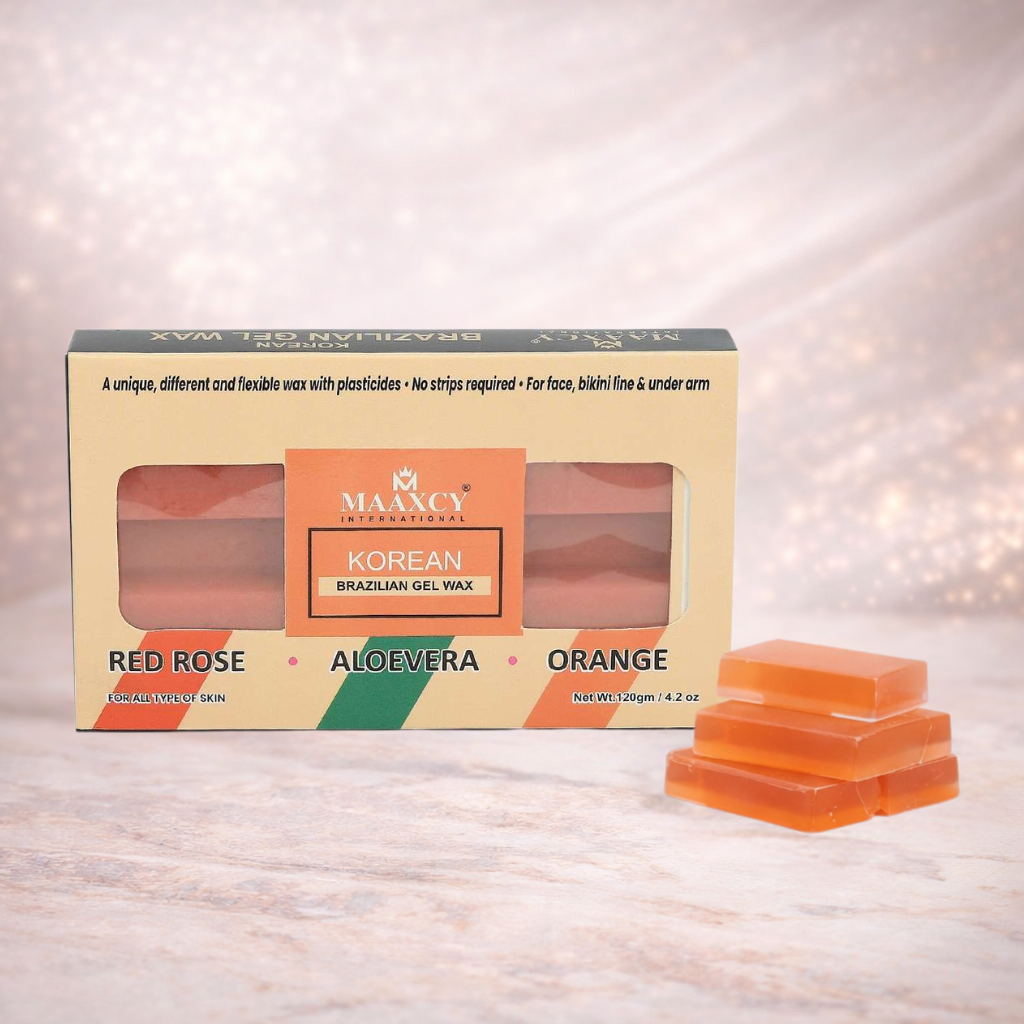 KOREAN
BRAZILIAN GEL WAX
MAAXCY®
INTERNATIONAL
A unique, different and flexible wax with plasticides • No strips required • For face, bikini line & under arm
MAAXCY®
INTERNATIONAL
KOREAN
BRAZILIAN GEL WAX
RED ROSE • ALOEVERA • ORANGE
FOR ALL TYPE OF SKIN
Net Wt.120gm / 4.2 oz